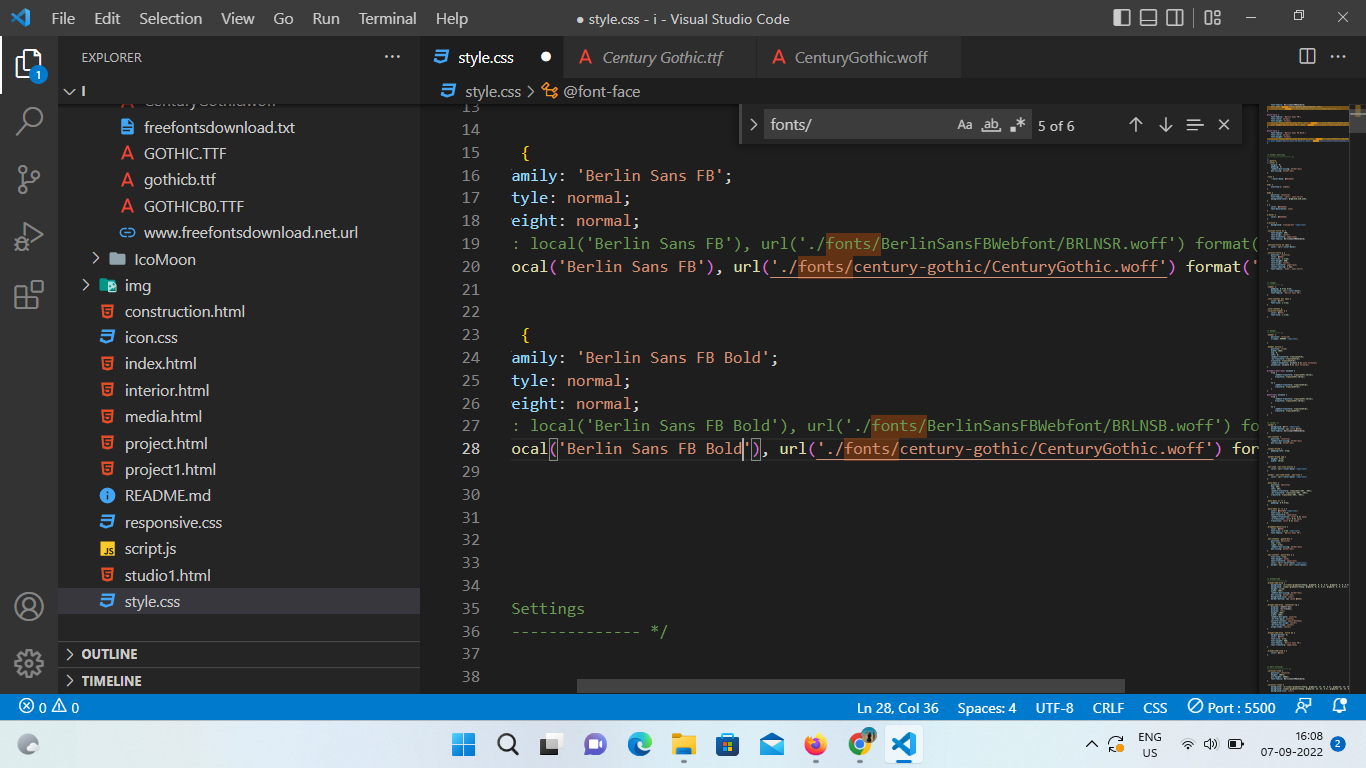 File Edit Selection View Go Run Terminal Help
● style.css - i - Visual Studio Code
EXPLORER ···
style.css ●
Century Gothic.ttf
CenturyGothic.woff
style.css > @font-face
fonts/ Aa ab .* 5 of 6
I
1
freefontsdownload.txt
GOTHIC.TTF
gothicb.ttf
GOTHICB0.TTF
www.freefontsdownload.net.url
IcoMoon
img
construction.html
icon.css
index.html
interior.html
media.html
project.html
project1.html
README.md
responsive.css
script.js
studio1.html
style.css
OUTLINE
TIMELINE
13
14
15 {
16 amily: 'Berlin Sans FB';
17 tyle: normal;
18 eight: normal;
19 : local('Berlin Sans FB'), url('./fonts/BerlinSansFBWebfont/BRLNSR.woff') format(
20 ocal('Berlin Sans FB'), url('./fonts/century-gothic/CenturyGothic.woff') format('
21
22
23 {
24 amily: 'Berlin Sans FB Bold';
25 tyle: normal;
26 eight: normal;
27 : local('Berlin Sans FB Bold'), url('./fonts/BerlinSansFBWebfont/BRLNSB.woff') fo
28 ocal('Berlin Sans FB Bold'), url('./fonts/century-gothic/CenturyGothic.woff') for
29
30
31
32
33
34
35 Settings
36 -------------- */
37
38
0 0
Ln 28, Col 36 Spaces: 4 UTF-8 CRLF CSS Port : 5500
ENG
US
16:08
07-09-2022
2